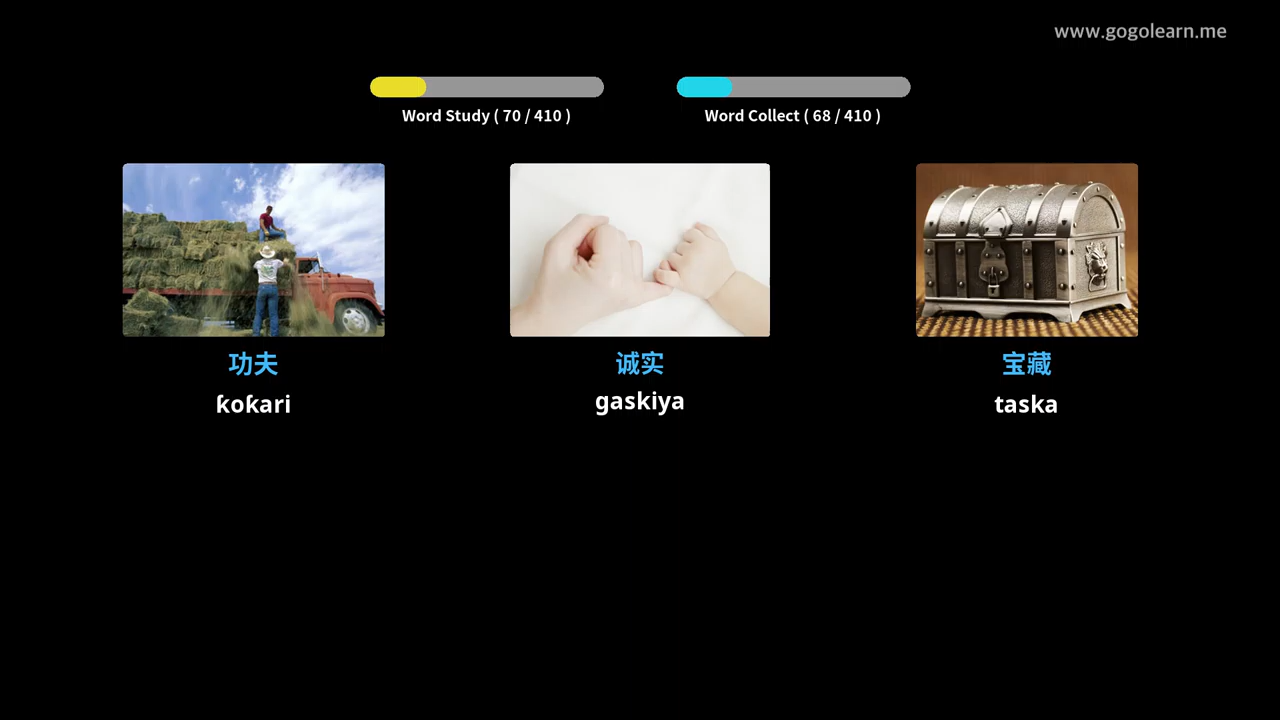 www.gogolearn.me
Word Study ( 70 / 410 )
Word Collect ( 68 / 410 )
功夫
诚实
宝藏
ƙoƙari
gaskiya
taska